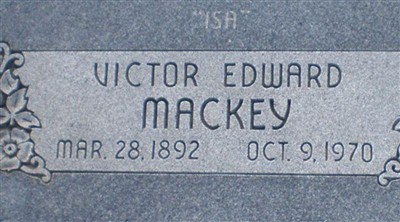 "ISA"
VICTOR EDWARD
MACKEY
MAR. 28, 1892 OCT. 9, 1970